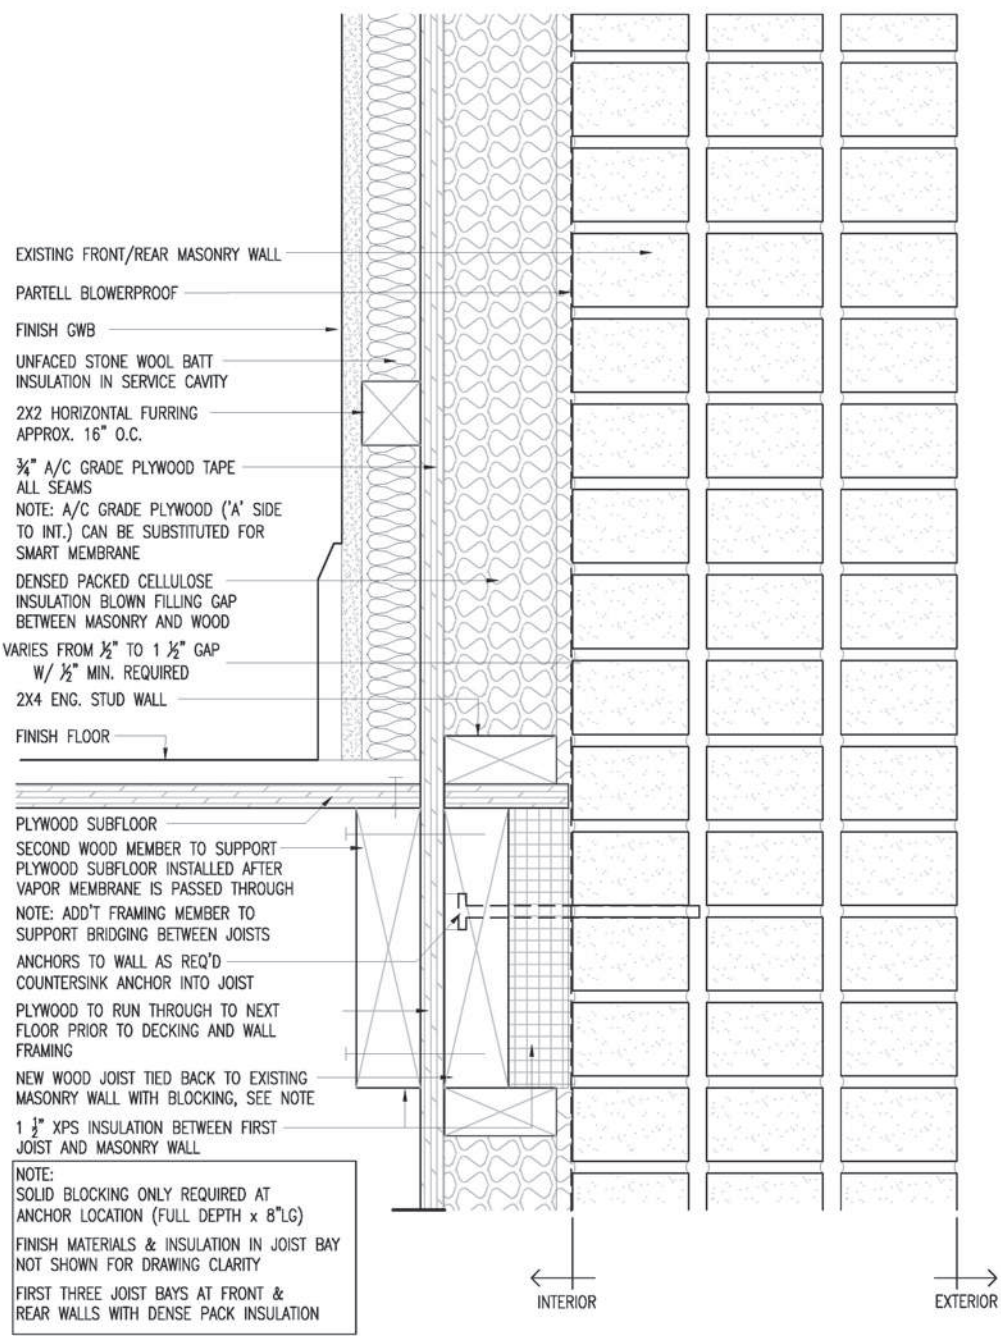 EXISTING FRONT/REAR MASONRY WALL
PARTELL BLOWERPROOF
FINISH GWB
UNFACED STONE WOOL BATT
INSULATION IN SERVICE CAVITY
2X2 HORIZONTAL FURRING
APPROX. 16" O.C.
¾" A/C GRADE PLYWOOD TAPE
ALL SEAMS
NOTE: A/C GRADE PLYWOOD ('A' SIDE
TO INT.) CAN BE SUBSTITUTED FOR
SMART MEMBRANE
DENSED PACKED CELLULOSE
INSULATION BLOWN FILLING GAP
BETWEEN MASONRY AND WOOD
VARIES FROM ½" TO 1 ½" GAP
W/ ½" MIN. REQUIRED
2X4 ENG. STUD WALL
FINISH FLOOR
PLYWOOD SUBFLOOR
SECOND WOOD MEMBER TO SUPPORT
PLYWOOD SUBFLOOR INSTALLED AFTER
VAPOR MEMBRANE IS PASSED THROUGH
NOTE: ADD'T FRAMING MEMBER TO
SUPPORT BRIDGING BETWEEN JOISTS
ANCHORS TO WALL AS REQ'D
COUNTERSINK ANCHOR INTO JOIST
PLYWOOD TO RUN THROUGH TO NEXT
FLOOR PRIOR TO DECKING AND WALL
FRAMING
NEW WOOD JOIST TIED BACK TO EXISTING
MASONRY WALL WITH BLOCKING, SEE NOTE
1 ½" XPS INSULATION BETWEEN FIRST
JOIST AND MASONRY WALL
NOTE:
SOLID BLOCKING ONLY REQUIRED AT
ANCHOR LOCATION (FULL DEPTH x 8"LG)
FINISH MATERIALS & INSULATION IN JOIST BAY
NOT SHOWN FOR DRAWING CLARITY
FIRST THREE JOIST BAYS AT FRONT &
REAR WALLS WITH DENSE PACK INSULATION
INTERIOR
EXTERIOR